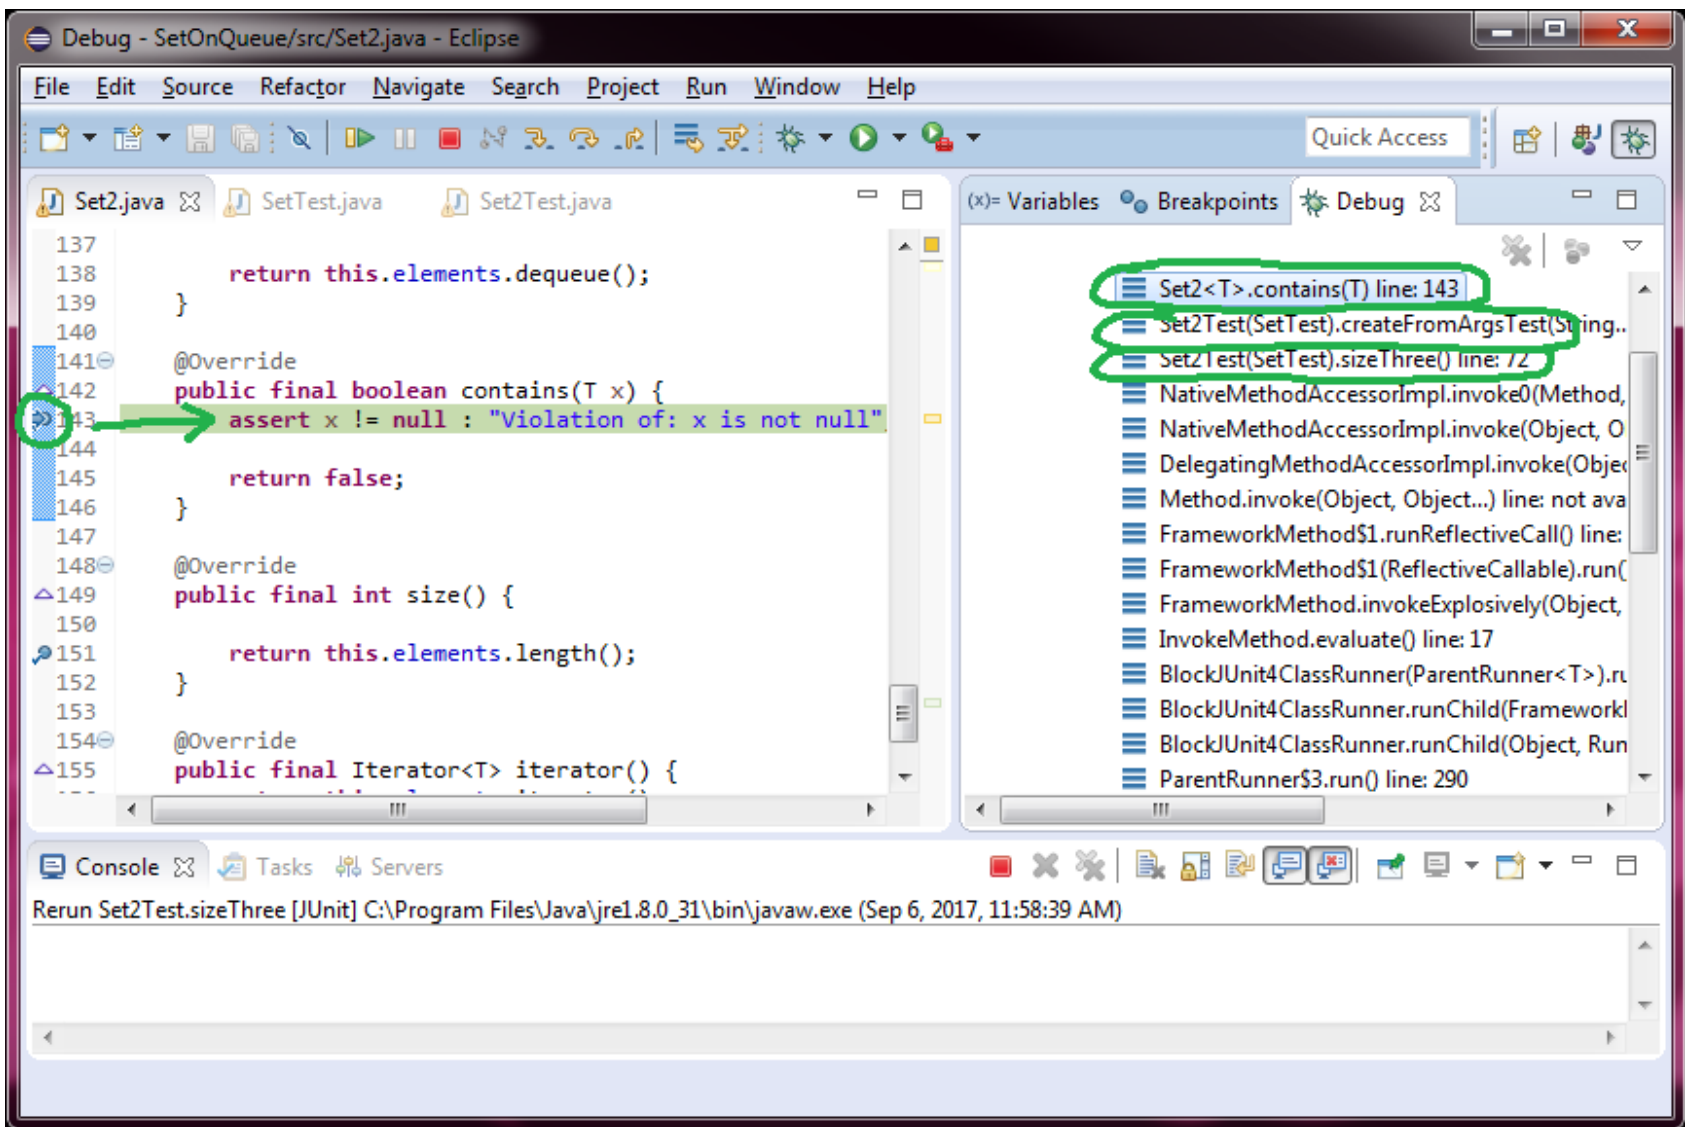 Debug - SetOnQueue/src/Set2.java - Eclipse
File Edit Source Refactor Navigate Search Project Run Window Help
Quick Access
Set2.java SetTest.java Set2Test.java
137
138 return this.elements.dequeue();
139 }
140
141 @Override
142 public final boolean contains(T x) {
143 assert x != null : "Violation of: x is not null"
144
145 return false;
146 }
147
148 @Override
149 public final int size() {
150
151 return this.elements.length();
152 }
153
154 @Override
155 public final Iterator<T> iterator() {
(x)= Variables Breakpoints Debug
Set2<T>.contains(T) line: 143
Set2Test(SetTest).createFromArgsTest(String...
Set2Test(SetTest).sizeThree() line: 72
NativeMethodAccessorImpl.invoke0(Method,
NativeMethodAccessorImpl.invoke(Object, O
DelegatingMethodAccessorImpl.invoke(Objec
Method.invoke(Object, Object...) line: not ava
FrameworkMethod$1.runReflectiveCall() line:
FrameworkMethod$1(ReflectiveCallable).run(
FrameworkMethod.invokeExplosively(Object,
InvokeMethod.evaluate() line: 17
BlockJUnit4ClassRunner(ParentRunner<T>).ru
BlockJUnit4ClassRunner.runChild(Framework
BlockJUnit4ClassRunner.runChild(Object, Run
ParentRunner$3.run() line: 290
Console Tasks Servers
Rerun Set2Test.sizeThree [JUnit] C:\Program Files\Java\jre1.8.0_31\bin\javaw.exe (Sep 6, 2017, 11:58:39 AM)